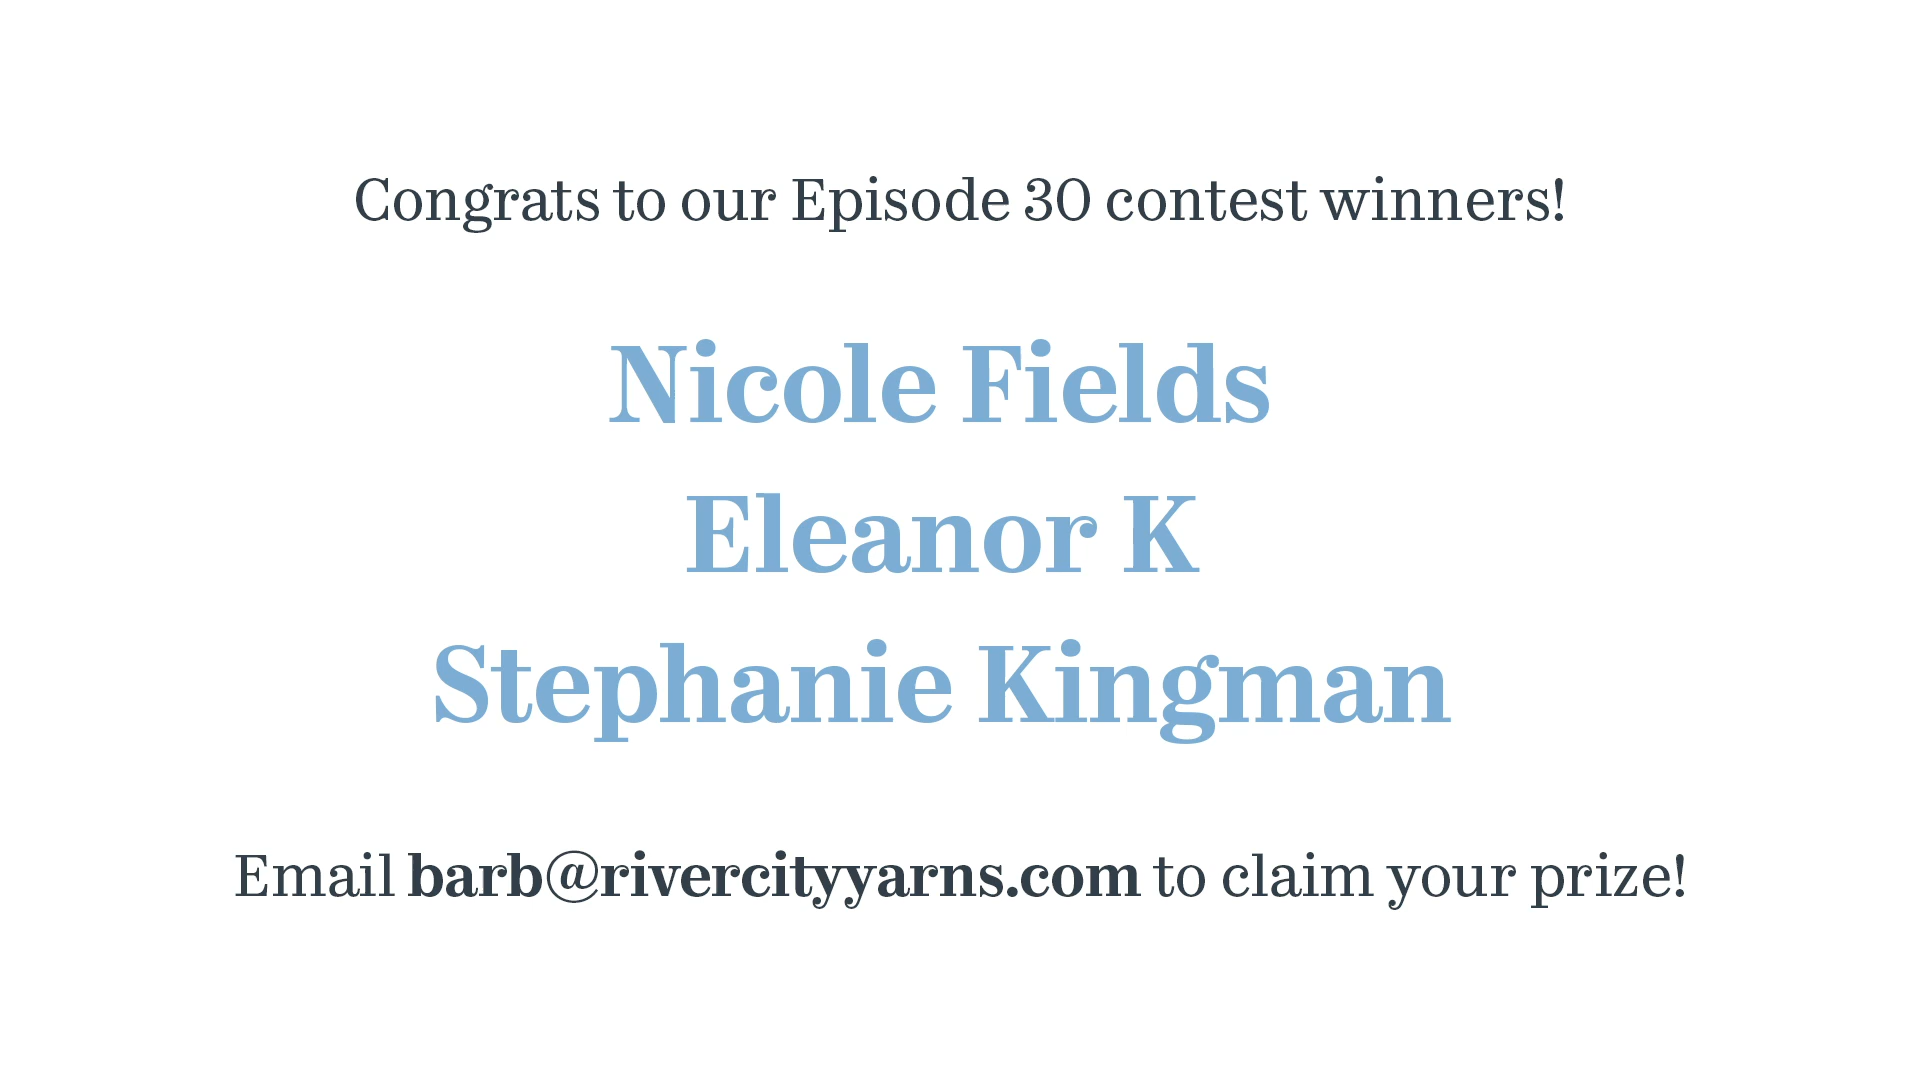 Congrats to our Episode 30 contest winners!
Nicole Fields
Eleanor K
Stephanie Kingman
Email barb@rivercityyarns.com to claim your prize!